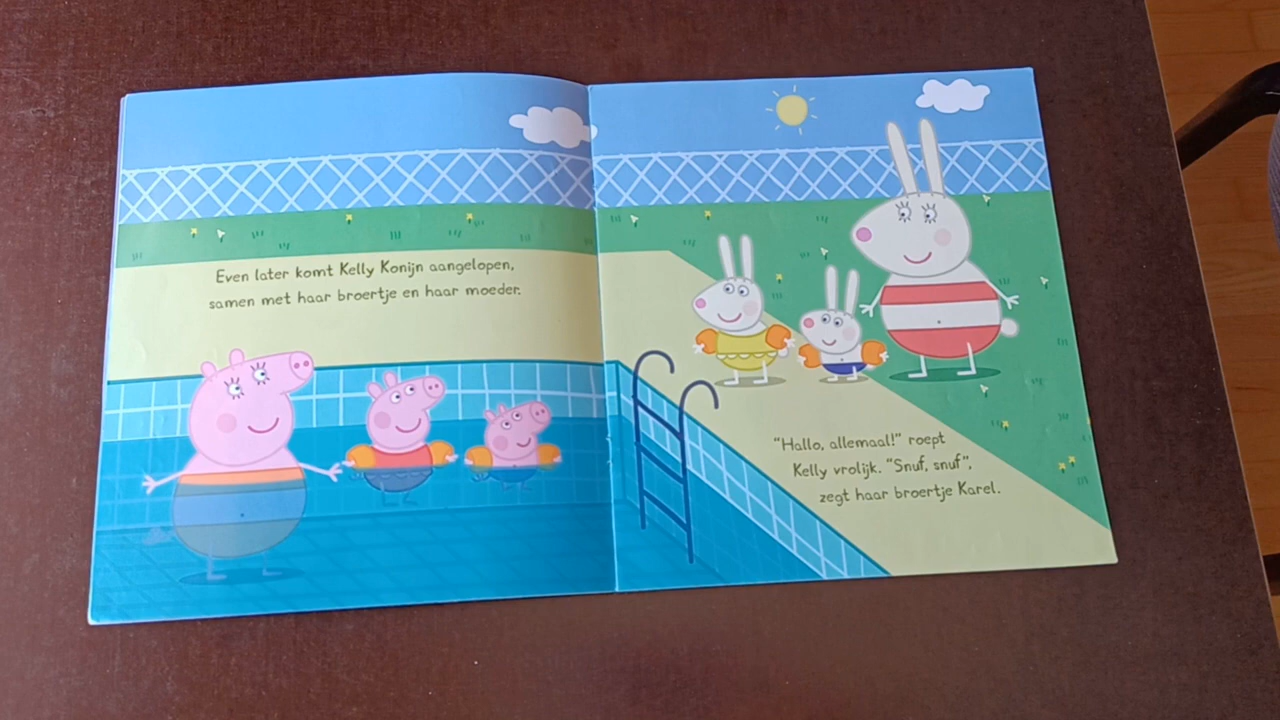 Even later komt Kelly Konijn aangelopen,
samen met haar broertje en haar moeder.
“Hallo, allemaal!” roept
Kelly vrolijk. “Snuf, snuf”,
zegt haar broertje Karel.